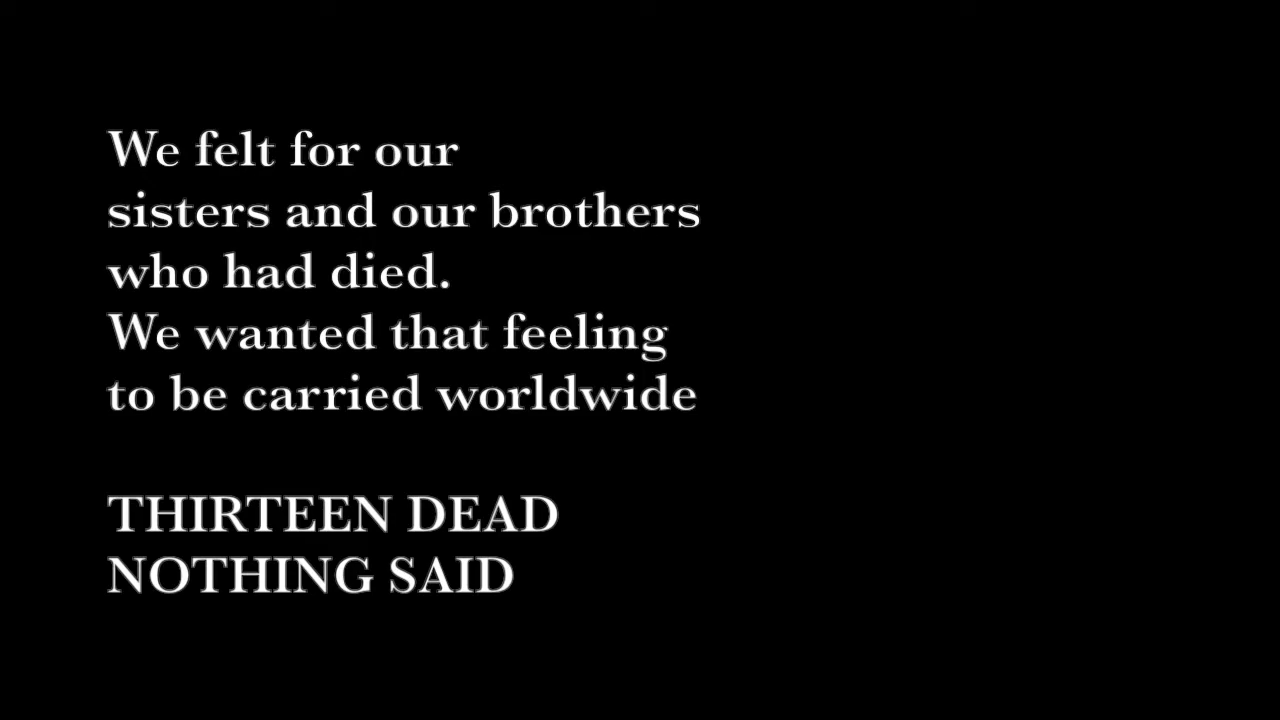 We felt for our
sisters and our brothers
who had died.
We wanted that feeling
to be carried worldwide
THIRTEEN DEAD
NOTHING SAID